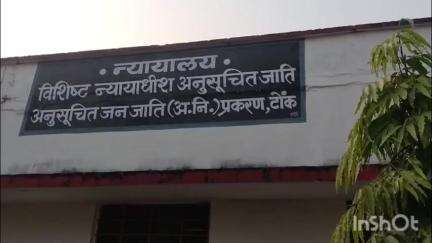 • न्यायालय •
विशिष्ट न्यायाधीश अनुसूचित जाति
अनुसूचित जन जाति (अ.नि.) प्रकरण, टोंक
InShOt